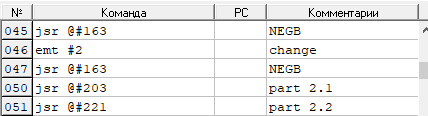 № Команда PC Комментарии
045 jsr @#163 NEGB
046 emt #2 change
047 jsr @#163 NEGB
050 jsr @#203 part 2.1
051 jsr @#221 part 2.2